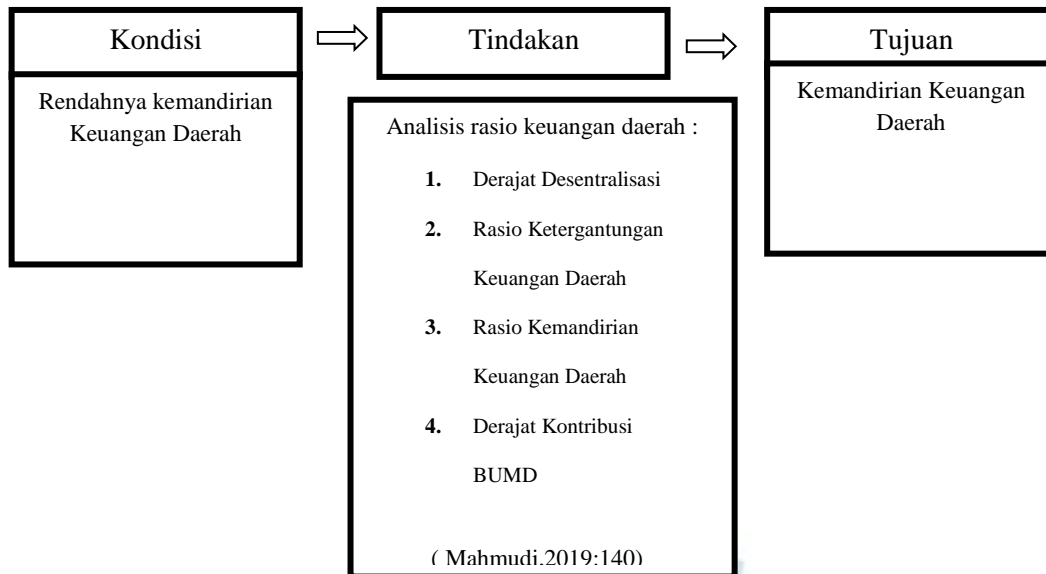 Kondisi
Rendahnya kemandirian
Keuangan Daerah
Tindakan
Analisis rasio keuangan daerah :
1. Derajat Desentralisasi
2. Rasio Ketergantungan
Keuangan Daerah
3. Rasio Kemandirian
Keuangan Daerah
4. Derajat Kontribusi
BUMD
( Mahmudi,2019:140)
Tujuan
Kemandirian Keuangan
Daerah